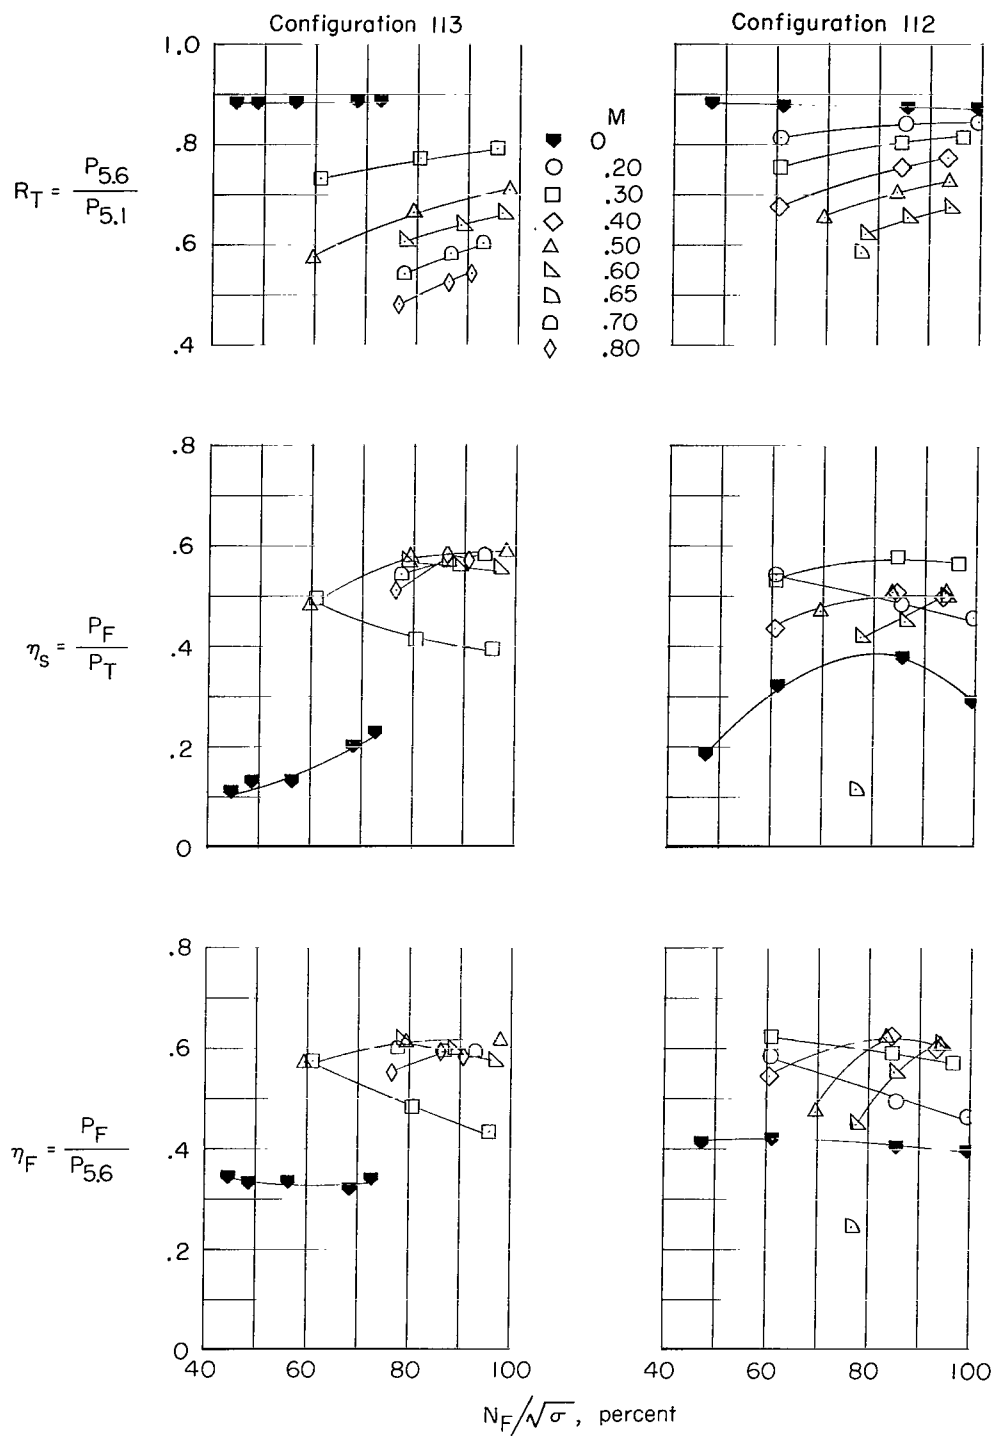 Configuration 113
Configuration 112
1.0
.8
.6
.4
R_T = P_5.6 / P_5.1
M
0
.20
.30
.40
.50
.60
.65
.70
.80
.8
.6
.4
.2
0
η_s = P_F / P_T
.8
.6
.4
.2
0
η_F = P_F / P_5.6
40 60 80 100
40 60 80 100
N_F/√σ, percent